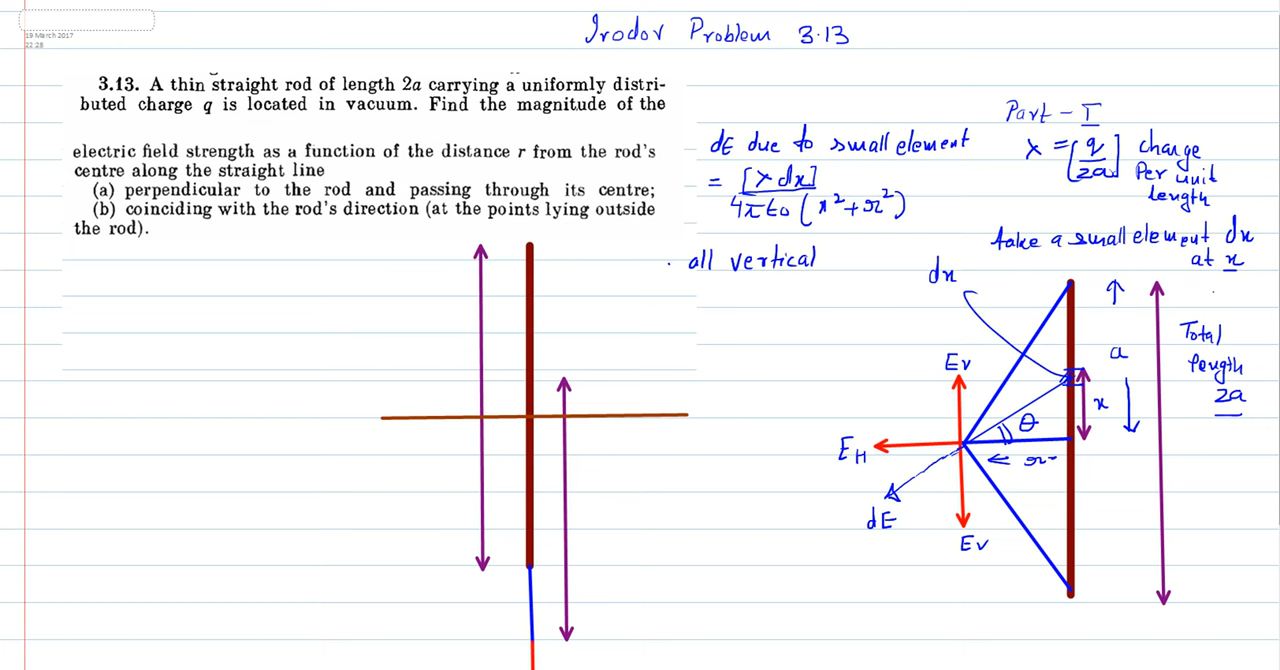 19 March 2017
22:28
Irodov Problem 3.13
3.13. A thin straight rod of length 2a carrying a uniformly distri-
buted charge q is located in vacuum. Find the magnitude of the
electric field strength as a function of the distance r from the rod's
centre along the straight line
(a) perpendicular to the rod and passing through its centre;
(b) coinciding with the rod's direction (at the points lying outside
the rod).
dE due to small element
= [λ dx]
4πε0 (x²+r²)
all vertical
Part - I
λ = [q/2a] charge
Per unit
length
take a small element dx
at x
dx
a
Total
length
2a
x
θ
r
Ev
EH
dE
Ev